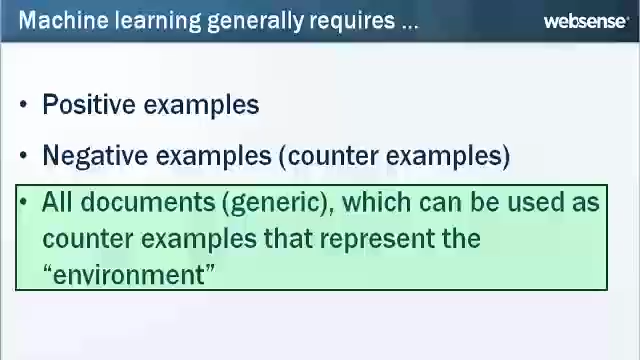 Machine learning generally requires ...
websense
• Positive examples
• Negative examples (counter examples)
• All documents (generic), which can be used as
counter examples that represent the
“environment”